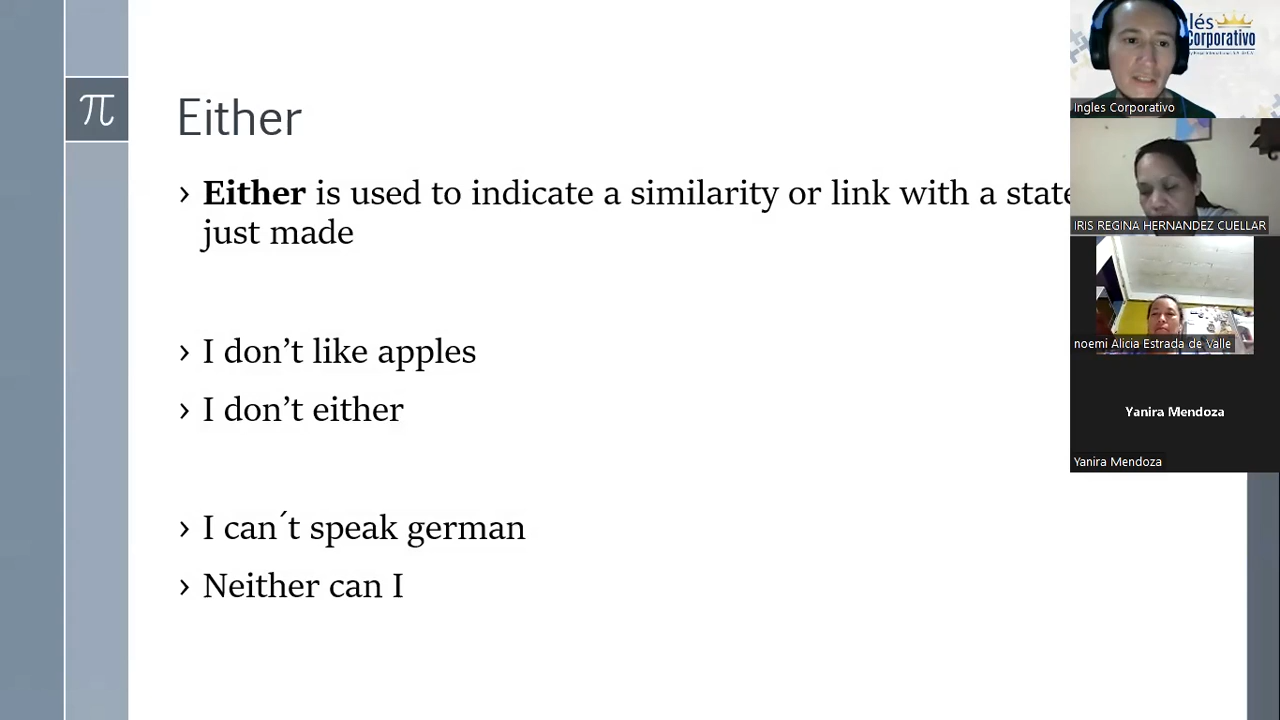 π
Either
› Either is used to indicate a similarity or link with a state
just made
› I don’t like apples
› I don’t either
› I can´t speak german
› Neither can I
lés
Corporativo
Ingles Corporativo
IRIS REGINA HERNANDEZ CUELLAR
noemi Alicia Estrada de Valle
Yanira Mendoza
Yanira Mendoza